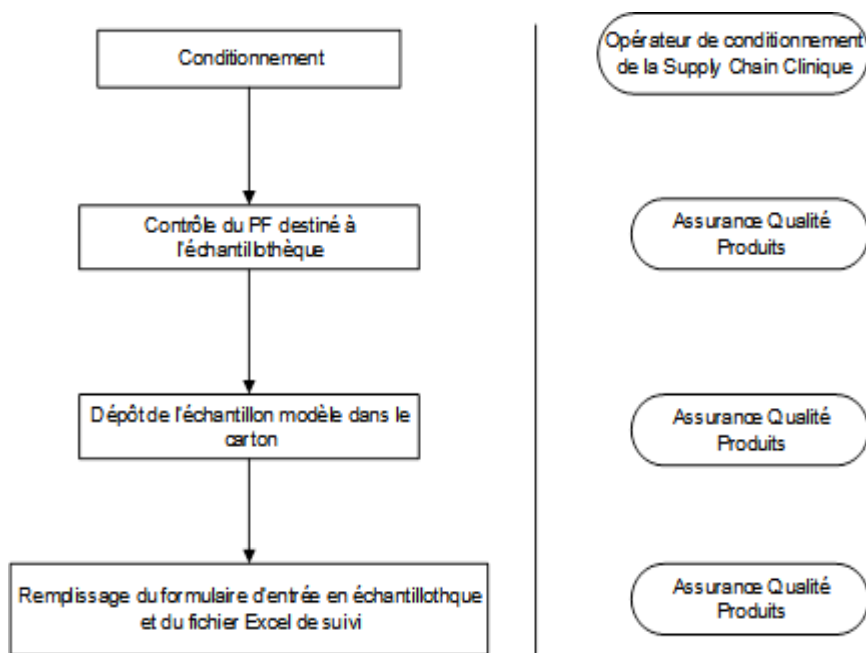 Conditionnement
Opérateur de conditionnement
de la Supply Chain Clinique
Contrôle du PF destiné à
l'échantillothèque
Assurance Qualité
Produits
Dépôt de l'échantillon modèle dans le
carton
Assurance Qualité
Produits
Remplissage du formulaire d'entrée en échantillothque
et du fichier Excel de suivi
Assurance Qualité
Produits